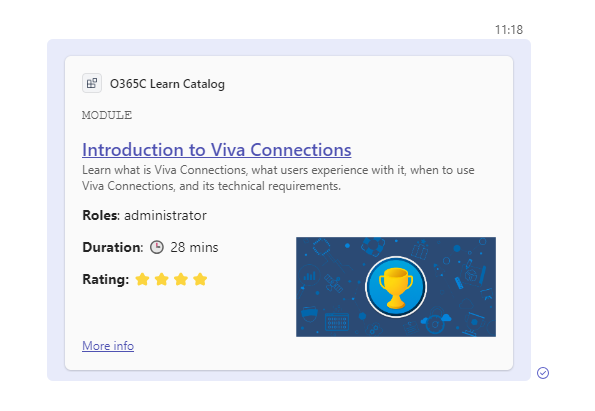 11:18
O365C Learn Catalog
MODULE
Introduction to Viva Connections
Learn what is Viva Connections, what users experience with it, when to use
Viva Connections, and its technical requirements.
Roles: administrator
Duration: 28 mins
Rating:
More info